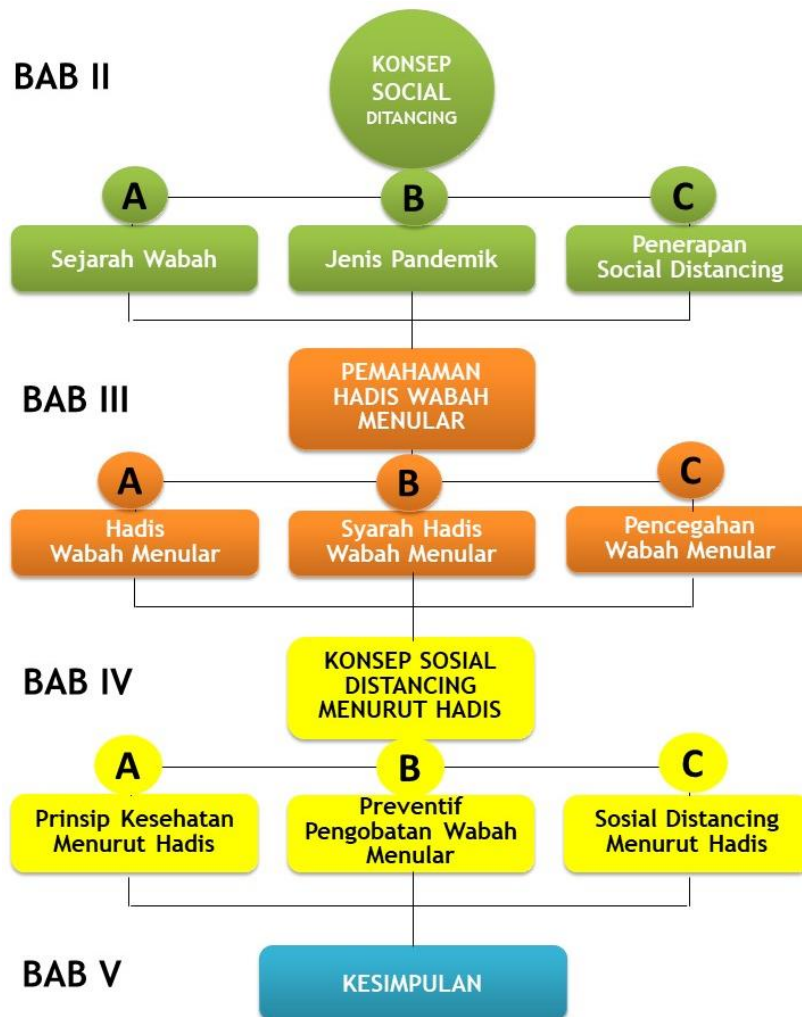 BAB II
KONSEP
SOCIAL
DITANCING
A
B
C
Sejarah Wabah
Jenis Pandemik
Penerapan
Social Distancing
BAB III
PEMAHAMAN
HADIS WABAH
MENULAR
A
B
C
Hadis
Wabah Menular
Syarah Hadis
Wabah Menular
Pencegahan
Wabah Menular
BAB IV
KONSEP SOSIAL
DISTANCING
MENURUT HADIS
A
B
C
Prinsip Kesehatan
Menurut Hadis
Preventif
Pengobatan Wabah
Menular
Sosial Distancing
Menurut Hadis
BAB V
KESIMPULAN